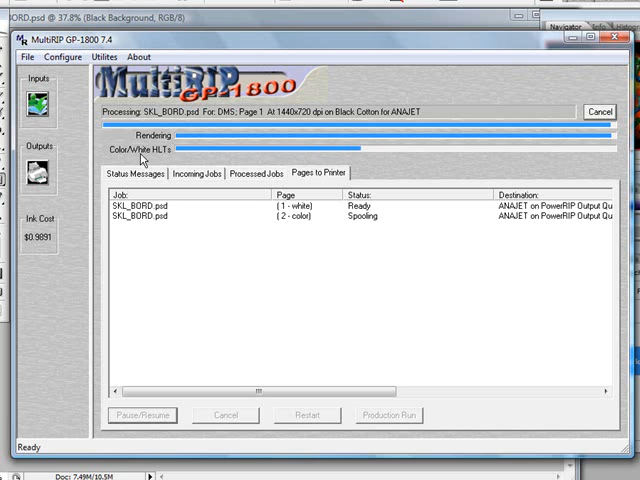 BORD.psd @ 37.8% (Black Background, RGB/8)
Navigator
Info
MultiRIP GP-1800 7.4
File Configure Utilites About
Inputs
MultiRIP
GP-1800
Processing: SKL_BORD.psd For: DMS; Page 1 At 1440x720 dpi on Black Cotton for ANAJET
Cancel
Rendering
Color/White HLTs
Outputs
Status Messages Incoming Jobs Processed Jobs Pages to Printer
Job: Page Status: Destination:
SKL_BORD.psd ( 1 - white) Ready ANAJET on PowerRIP Output Qu
SKL_BORD.psd ( 2 - color) Spooling ANAJET on PowerRIP Output Qu
Ink Cost
$0.9891
Pause/Resume Cancel Restart Production Run
Ready
Doc: 7.49M/10.5M